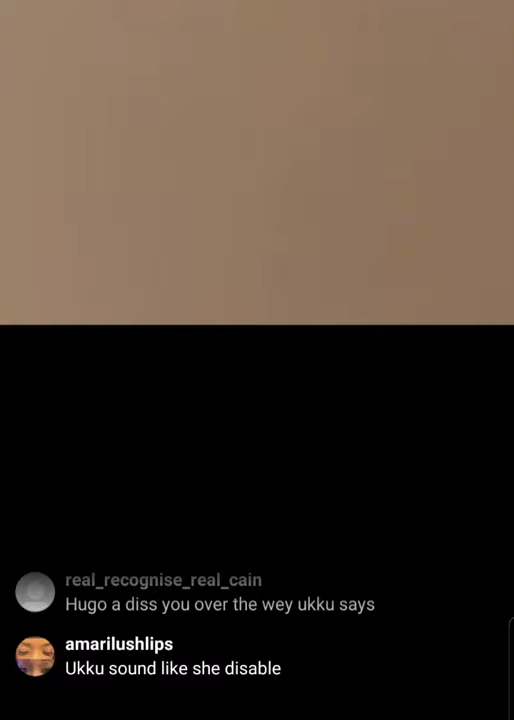 real_recognise_real_cain
Hugo a diss you over the wey ukku says
amarilushlips
Ukku sound like she disable